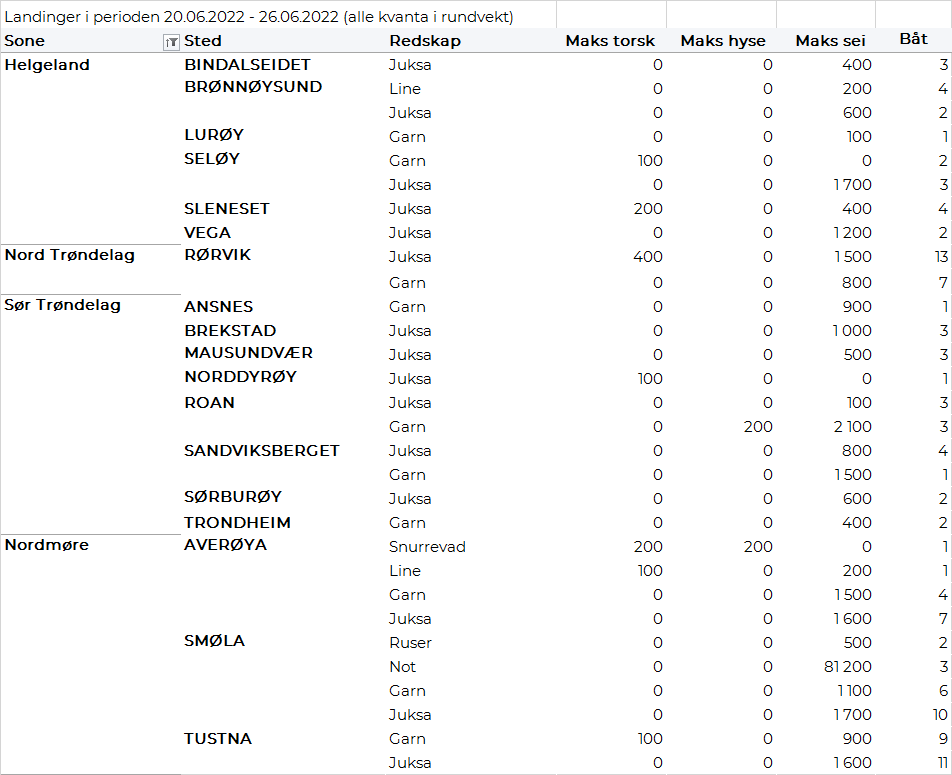 Landinger i perioden 20.06.2022 - 26.06.2022 (alle kvanta i rundvekt)
Sone Sted Redskap Maks torsk Maks hyse Maks sei Båt
Helgeland BINDALSEIDET Juksa 0 0 400 3
BRØNNØYSUND Line 0 0 200 4
Juksa 0 0 600 2
LURØY Garn 0 0 100 1
SELØY Garn 100 0 0 2
Juksa 0 0 1 700 3
SLENESET Juksa 200 0 400 4
VEGA Juksa 0 0 1 200 2
Nord Trøndelag RØRVIK Juksa 400 0 1 500 13
Garn 0 0 800 7
Sør Trøndelag ANSNES Garn 0 0 900 1
BREKSTAD Juksa 0 0 1 000 3
MAUSUNDVÆR Juksa 0 0 500 3
NORDDYRØY Juksa 100 0 0 1
ROAN Juksa 0 0 100 3
Garn 0 200 2 100 3
SANDVIKSBERGET Juksa 0 0 800 4
Garn 0 0 1 500 1
SØRBURØY Juksa 0 0 600 2
TRONDHEIM Garn 0 0 400 2
Nordmøre AVERØYA Snurrevad 200 200 0 1
Line 100 0 200 1
Garn 0 0 1 500 4
Juksa 0 0 1 600 7
SMØLA Ruser 0 0 500 2
Not 0 0 81 200 3
Garn 0 0 1 100 6
Juksa 0 0 1 700 10
TUSTNA Garn 100 0 900 9
Juksa 0 0 1 600 11